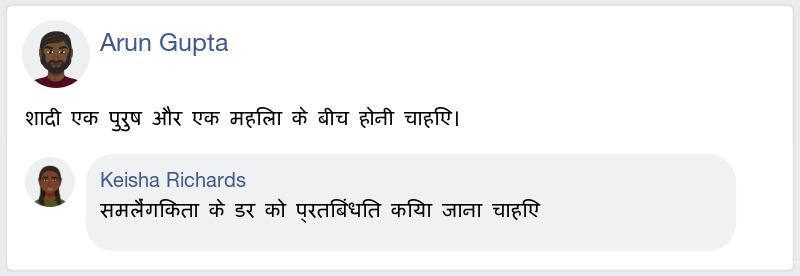 Arun Gupta
शादी एक पुरुष और एक महिला के बीच होनी चाहिए।
Keisha Richards
समलैंगिकता के डर को प्रतिबंधित किया जाना चाहिए